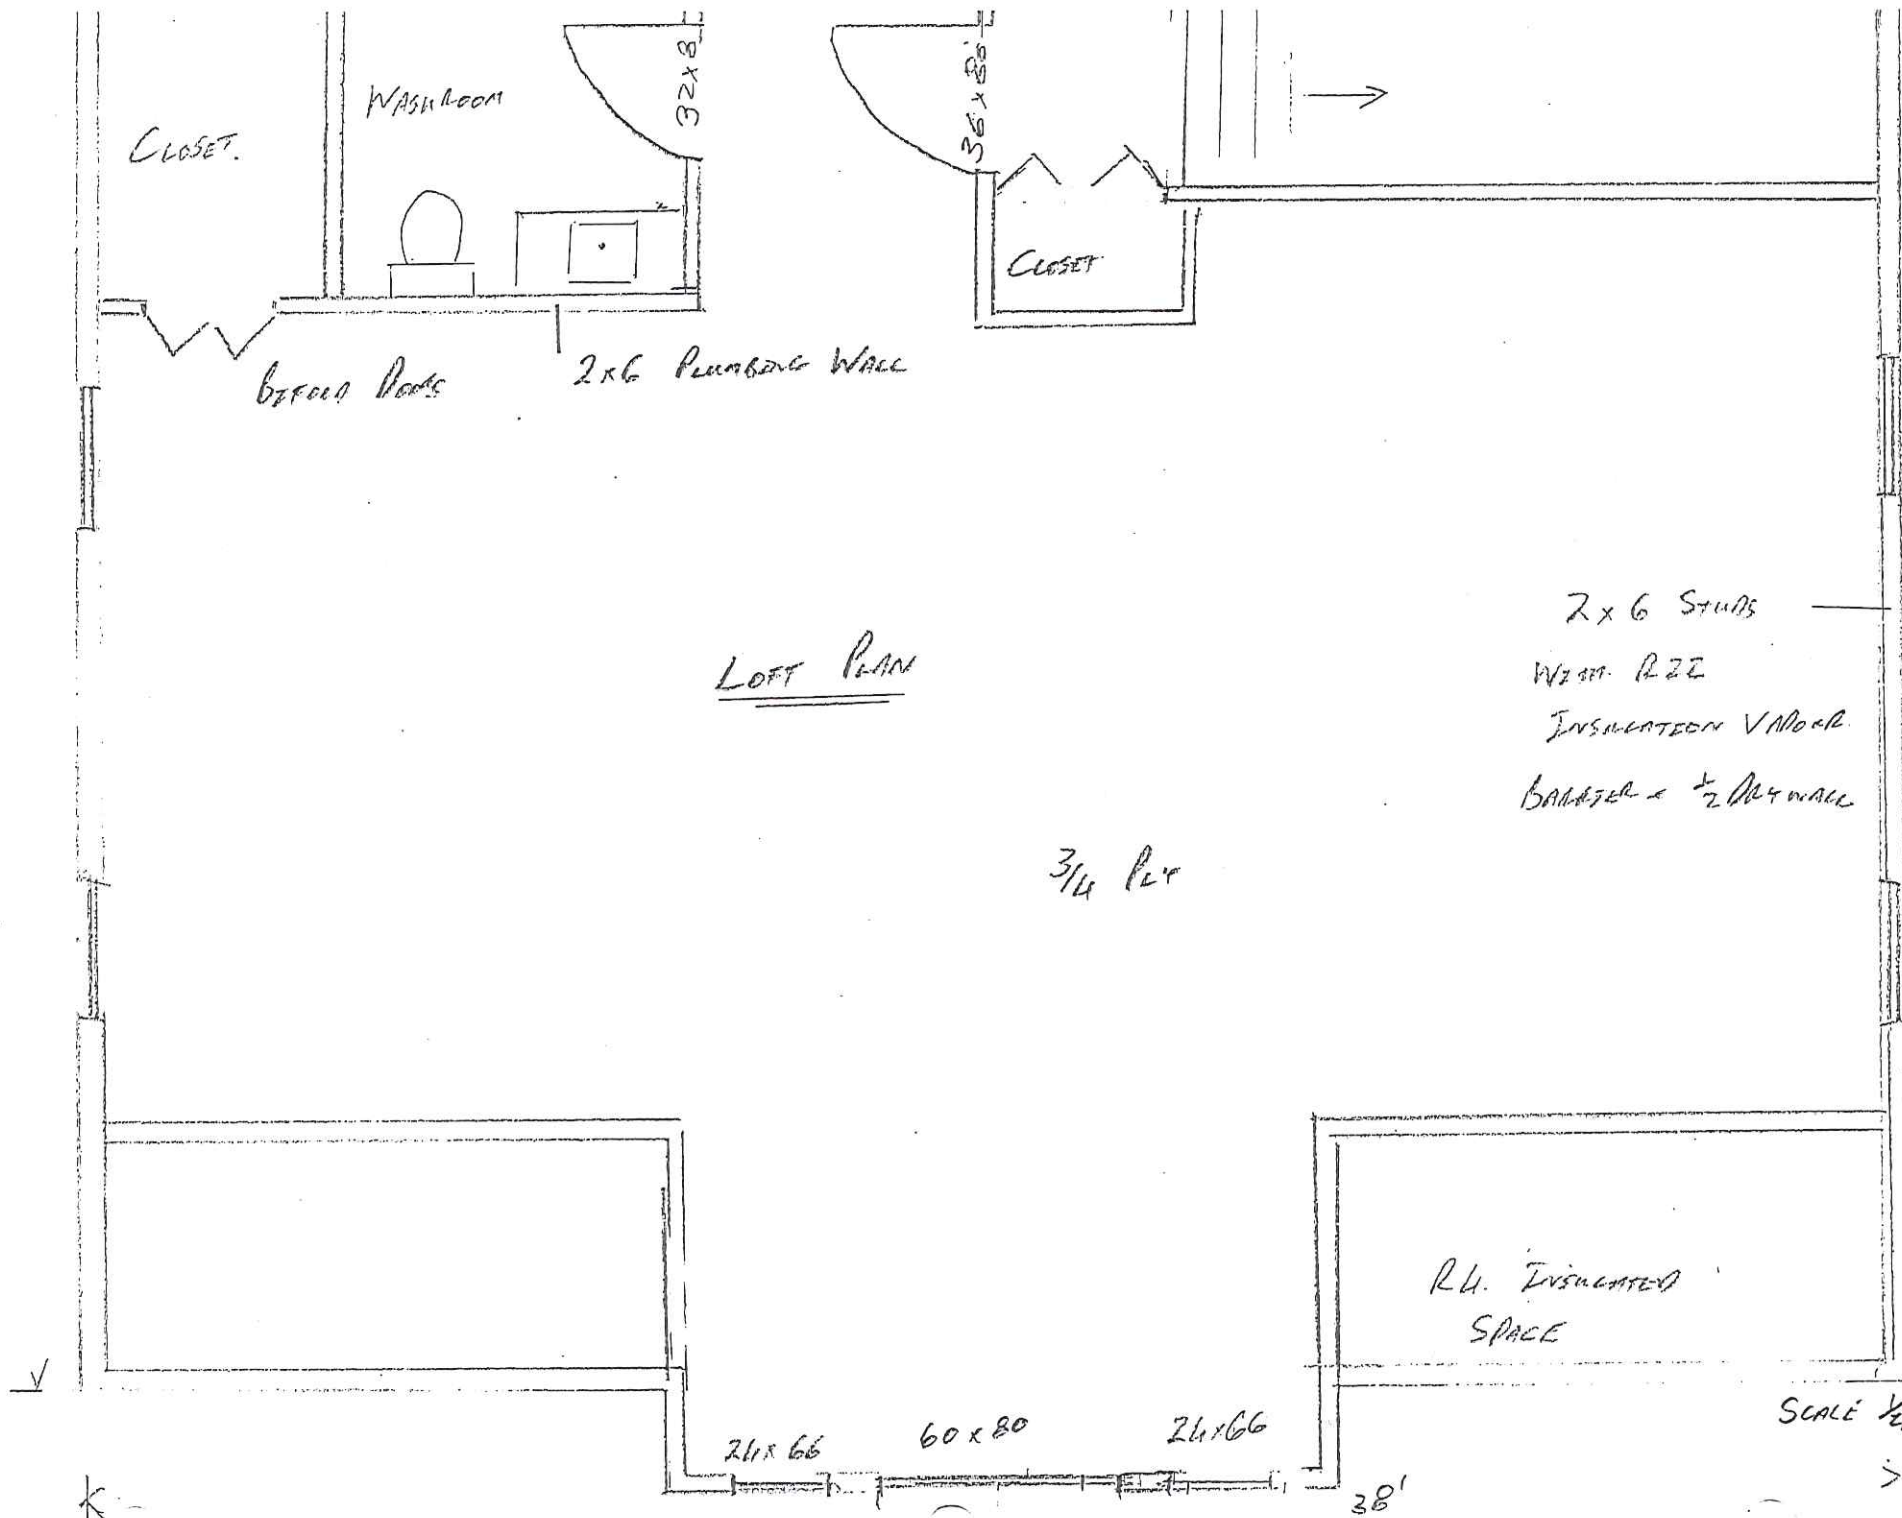 WASHROOM
CLOSET.
32x8
36x80
CLOSET
BIFOLD DOORS
2x6 PLUMBING WALL
2x6 STUDS
WITH R22
INSULATION VAPOUR
BARRIER & 1/2 DRYWALL
LOFT PLAN
3/4 PLY
R4. INSULATED
SPACE
SCALE
24x66
60x80
24x66
38'